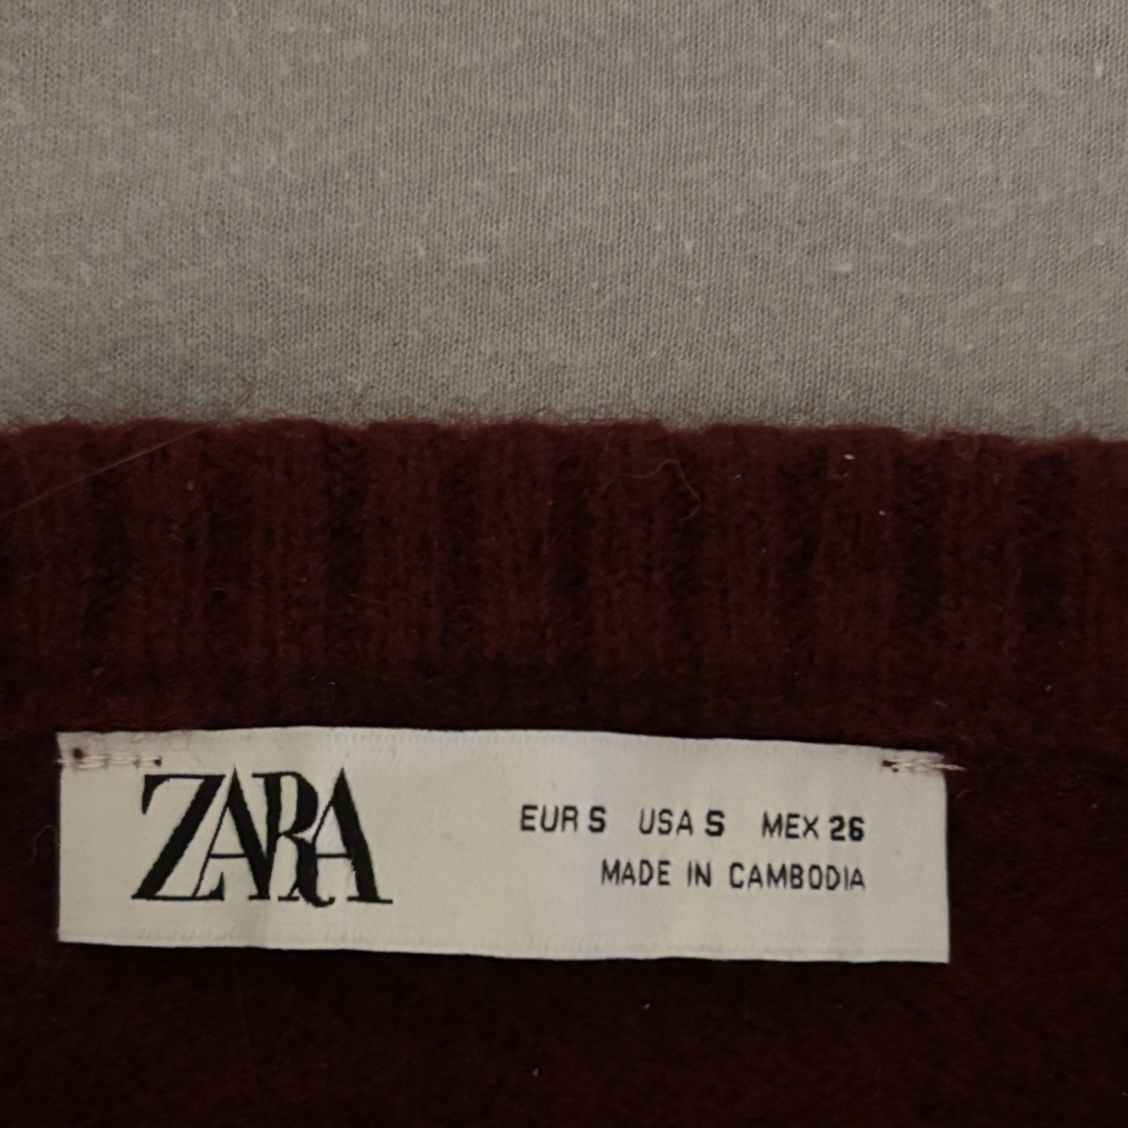 ZARA
EUR S USA S MEX 26
MADE IN CAMBODIA